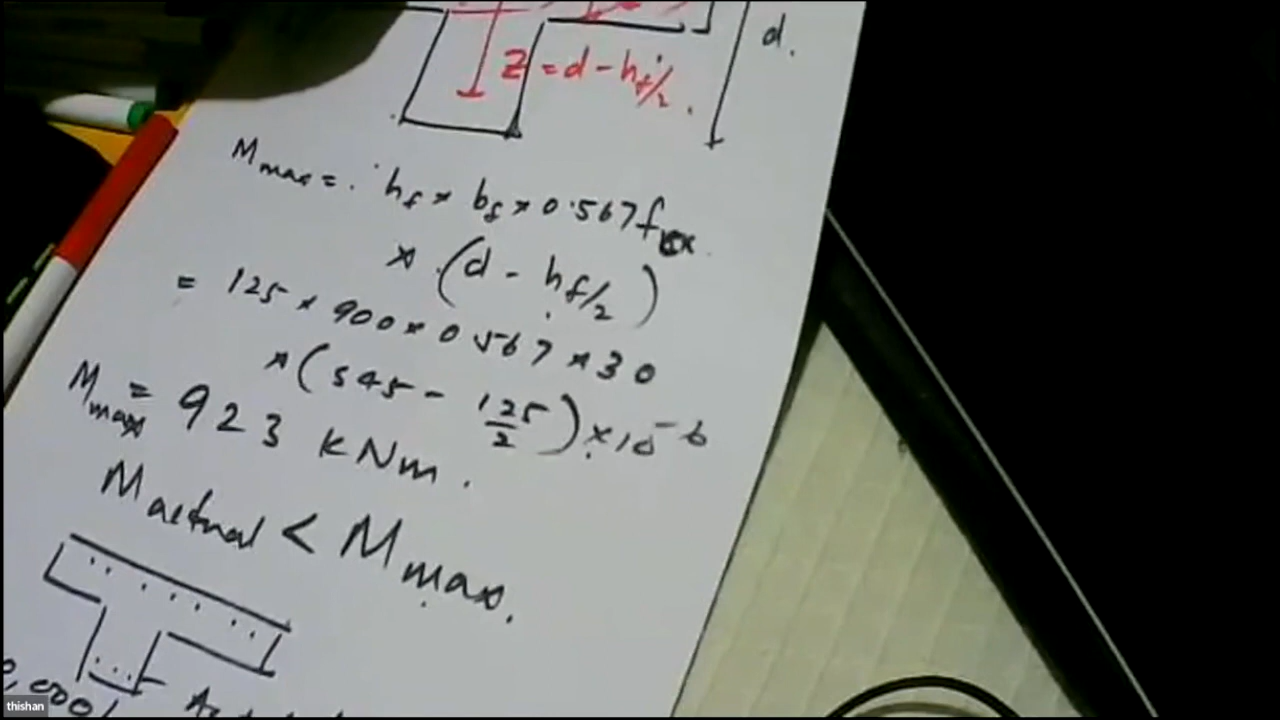 d.
Z = d - hf/2.
Mmax = . hf × bf × 0.567 fck.
× (d - hf/2)
= 125 × 900 × 0.567 × 30
× (545 - 125/2) × 10^-6
Mmax = 923 kNm.
Mactual < Mmax.
thishan